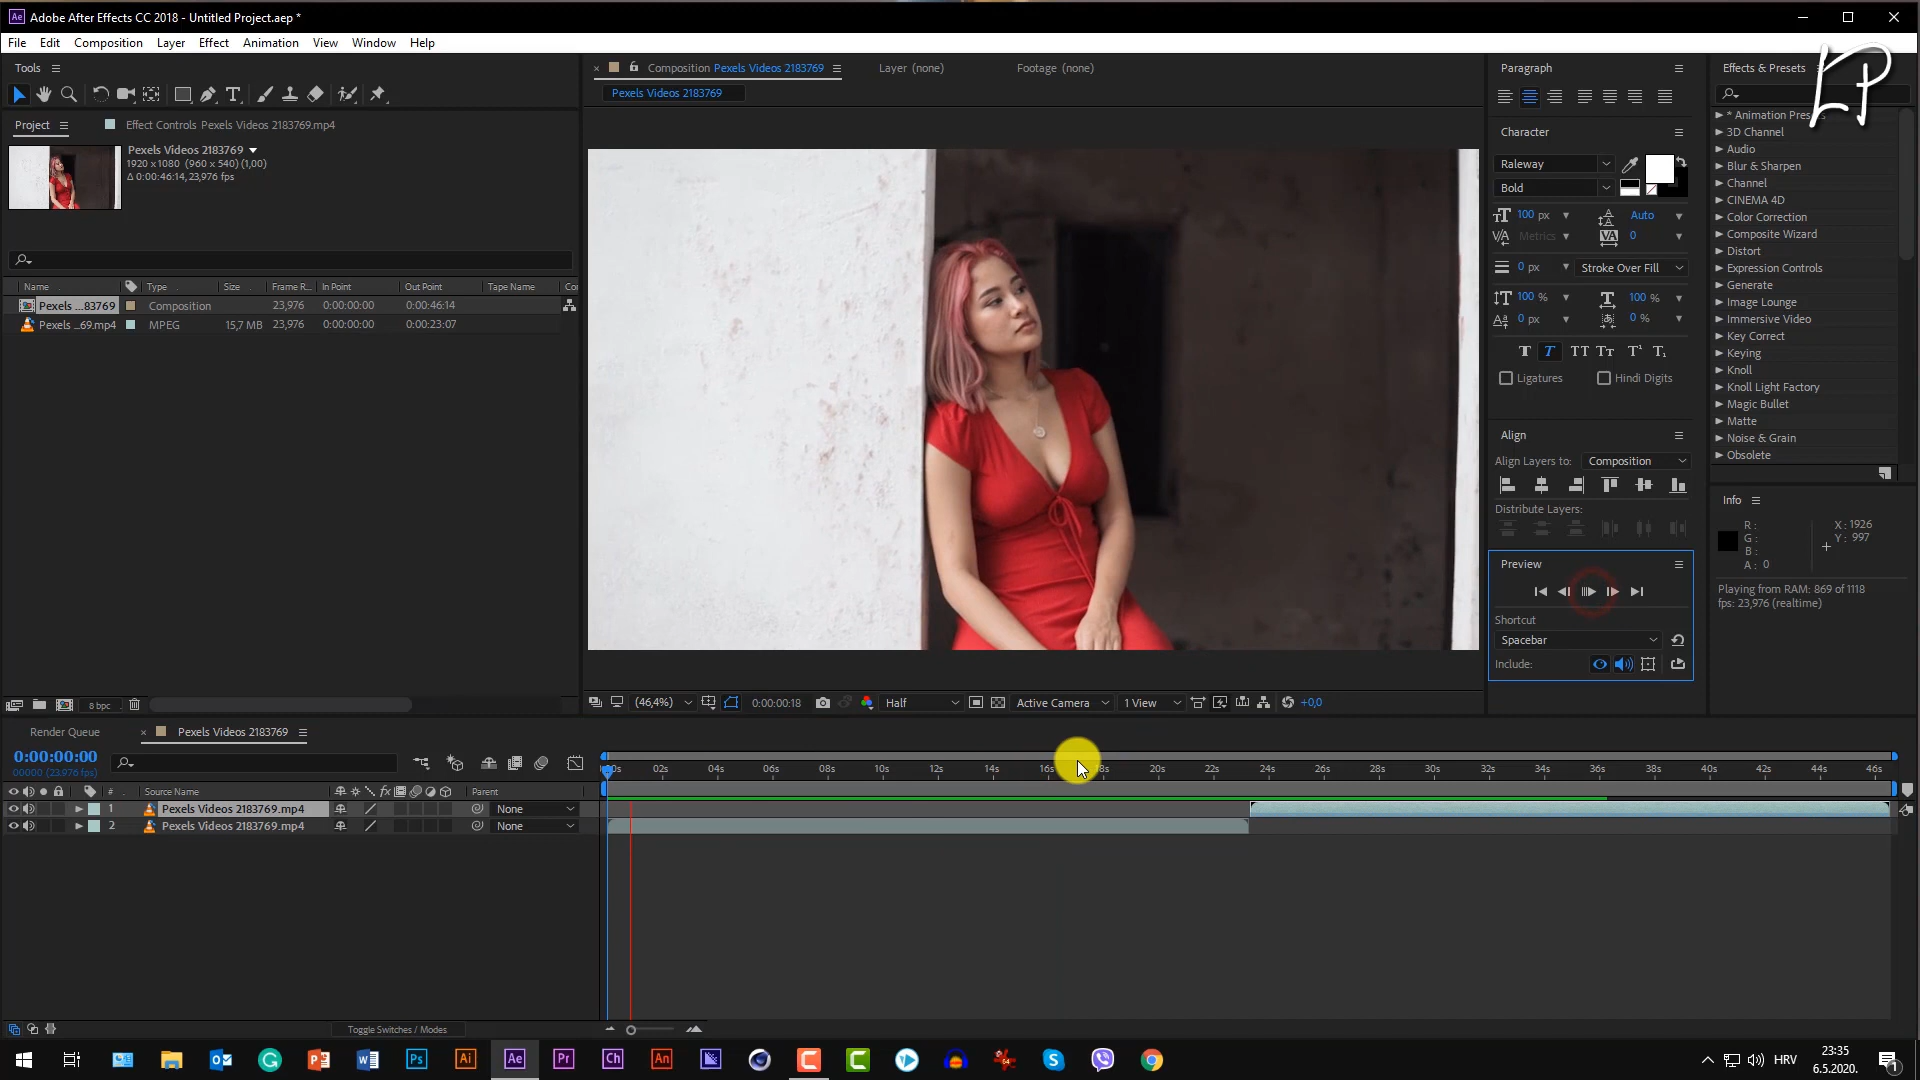 Adobe After Effects CC 2018 - Untitled Project.aep *
File Edit Composition Layer Effect Animation View Window Help
Tools
Project
Effect Controls Pexels Videos 2183769.mp4
Pexels Videos 2183769
1920 x 1080 (960 x 540) (1,00)
Δ 0:00:46:14, 23,976 fps
Name Type Size Frame R... In Point Out Point Tape Name
Pexels ...83769 Composition 23,976 0:00:00:00 0:00:46:14
Pexels ...69.mp4 MPEG 15,7 MB 23,976 0:00:00:00 0:00:23:07
8 bpc
Composition Pexels Videos 2183769
Layer (none)
Footage (none)
Pexels Videos 2183769
(46,4%)
0:00:00:18
Half
Active Camera
1 View
+0,0
Paragraph
Character
Raleway
Bold
100 px
Auto
Metrics
0
0 px
Stroke Over Fill
100 %
100 %
0 px
0 %
Ligatures
Hindi Digits
Align
Align Layers to: Composition
Distribute Layers:
Preview
Shortcut
Spacebar
Include:
Effects & Presets
LP
* Animation Pres
3D Channel
Audio
Blur & Sharpen
Channel
CINEMA 4D
Color Correction
Composite Wizard
Distort
Expression Controls
Generate
Image Lounge
Immersive Video
Key Correct
Keying
Knoll
Knoll Light Factory
Magic Bullet
Matte
Noise & Grain
Obsolete
Info
R:
G:
B:
A: 0
X: 1926
Y: 997
Playing from RAM: 869 of 1118
fps: 23,976 (realtime)
Render Queue
Pexels Videos 2183769
0:00:00:00
00000 (23.976 fps)
# Source Name Parent
1 Pexels Videos 2183769.mp4 None
2 Pexels Videos 2183769.mp4 None
02s 04s 06s 08s 10s 12s 14s 16s 20s 22s 24s 26s 28s 30s 32s 34s 36s 38s 40s 42s 44s 46s
Toggle Switches / Modes
Ps Ai Ae Pr Ch An
HRV
23:35
6.5.2020.
1